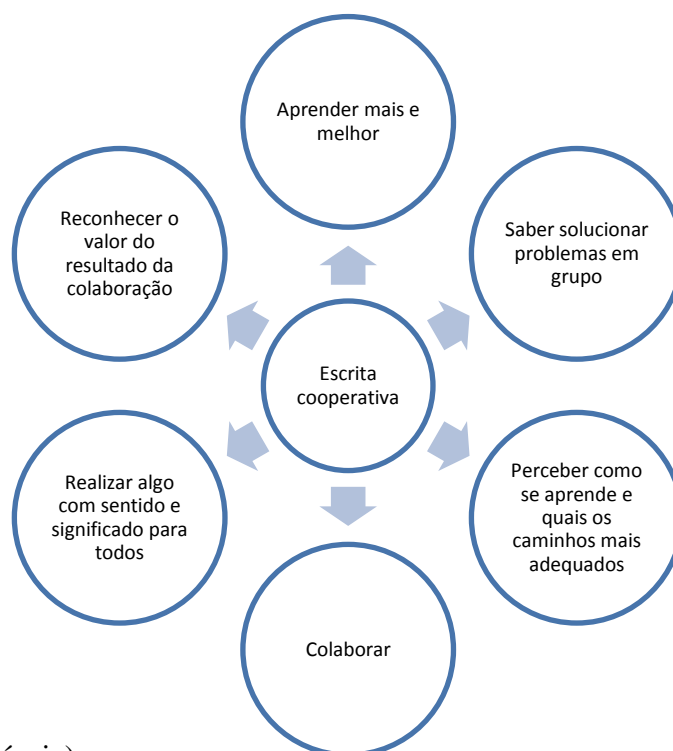 Aprender mais e
melhor
Reconhecer o
valor do
resultado da
colaboração
Saber solucionar
problemas em
grupo
Escrita
cooperativa
Realizar algo
com sentido e
significado para
todos
Perceber como
se aprende e
quais os
caminhos mais
adequados
Colaborar